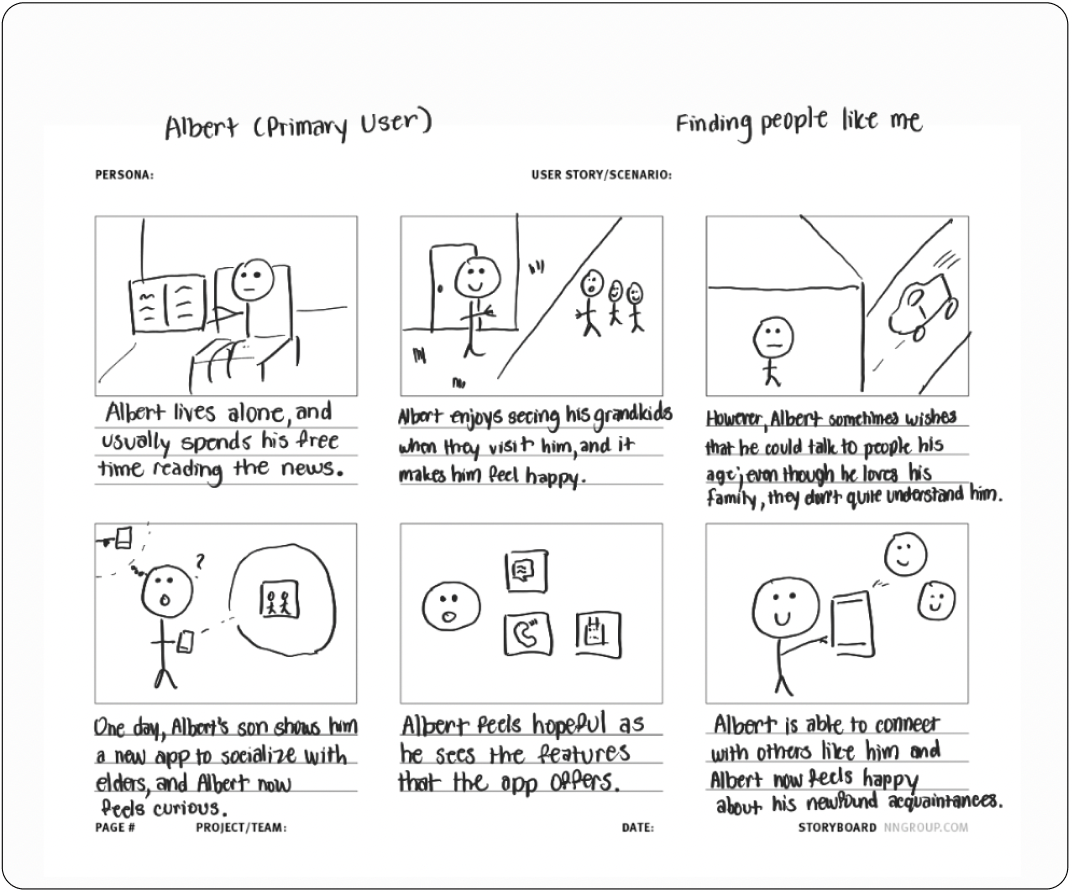 Albert (Primary User)
Finding people like me
PERSONA:
USER STORY/SCENARIO:
Albert lives alone, and
usually spends his free
time reading the news.
Albert enjoys seeing his grandkids
when they visit him, and it
makes him feel happy.
However, Albert sometimes wishes
that he could talk to people his
age; even though he loves his
family, they don't quite understand him.
?
One day, Albert's son shows him
a new app to socialize with
elders, and Albert now
feels curious.
Albert feels hopeful as
he sees the features
that the app offers.
Albert is able to connect
with others like him and
Albert now feels happy
about his newfound acquaintances.
PAGE #
PROJECT/TEAM:
DATE:
STORYBOARD NNGROUP.COM